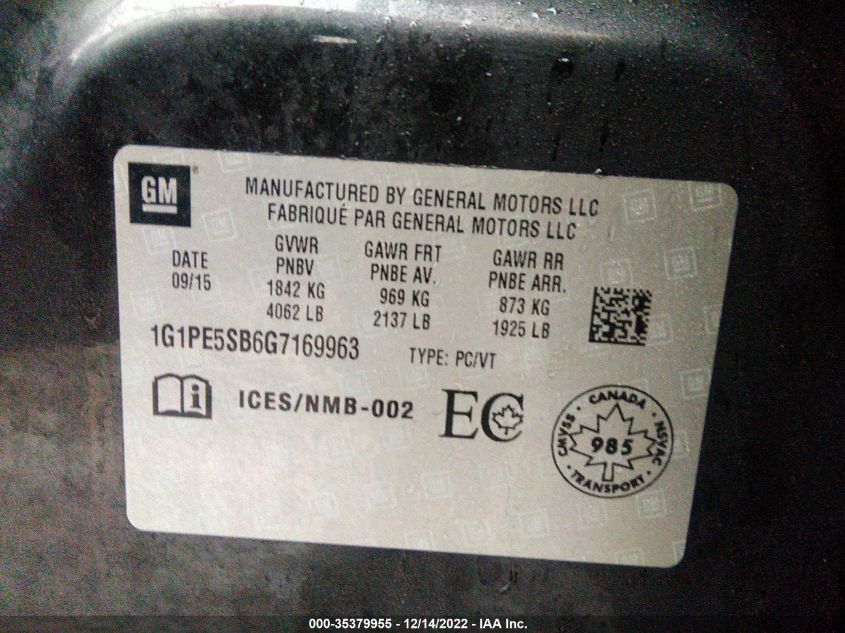 GM ®
MANUFACTURED BY GENERAL MOTORS LLC
FABRIQUÉ PAR GENERAL MOTORS LLC
DATE
09/15
GVWR
PNBV
1842 KG
4062 LB
GAWR FRT
PNBE AV.
969 KG
2137 LB
GAWR RR
PNBE ARR.
873 KG
1925 LB
1G1PE5SB6G7169963
TYPE: PC/VT
i ICES/NMB-002
EC
CANADA
CMVSS
985
NSVAC
TRANSPORT
000-35379955 - 12/14/2022 - IAA Inc.